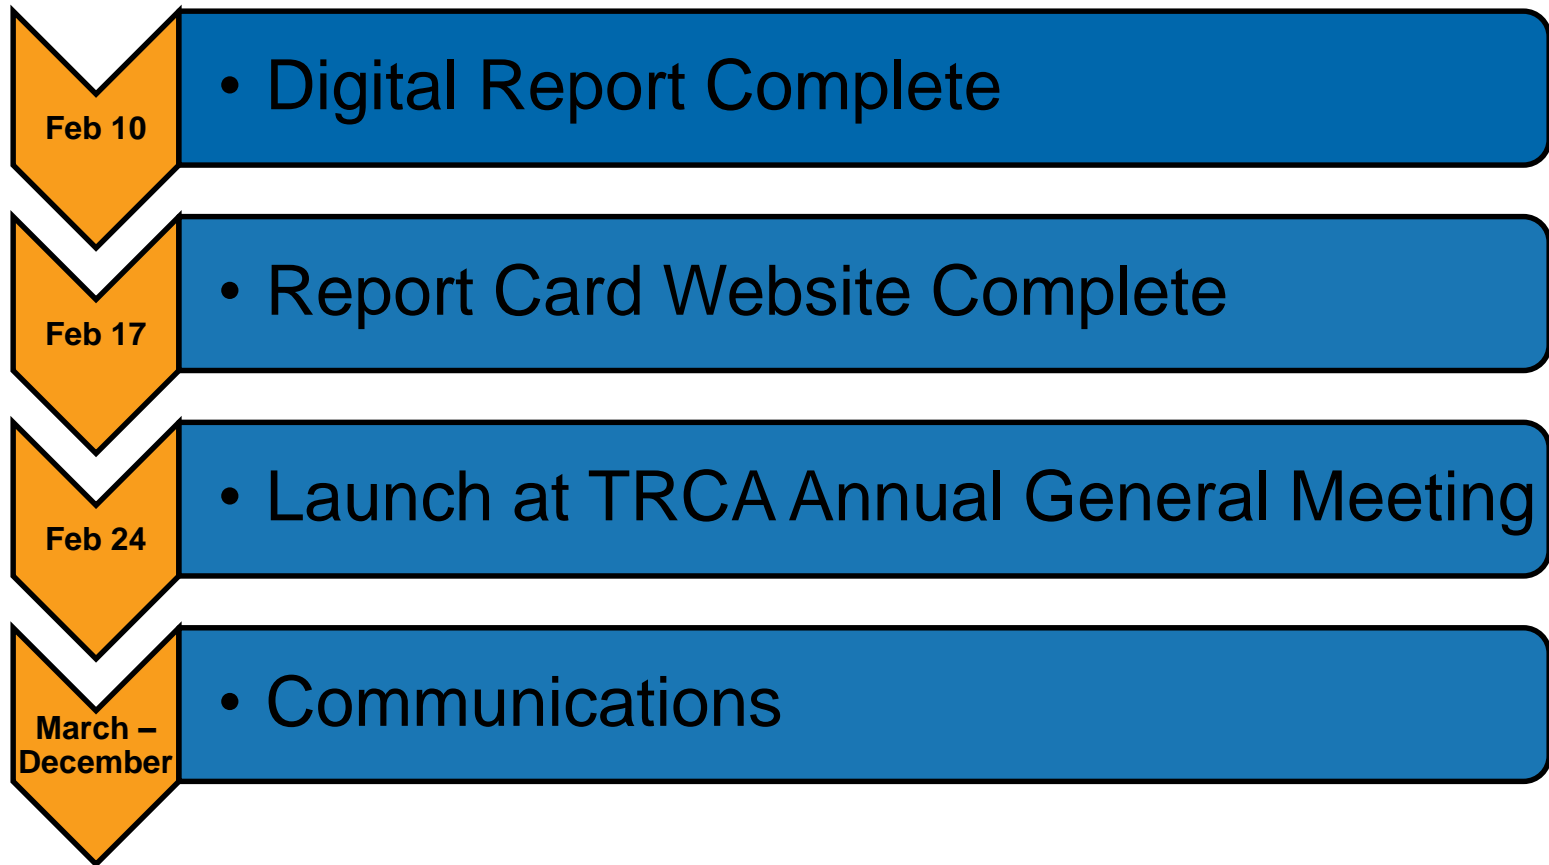 Feb 10
• Digital Report Complete
Feb 17
• Report Card Website Complete
Feb 24
• Launch at TRCA Annual General Meeting
March –
December
• Communications